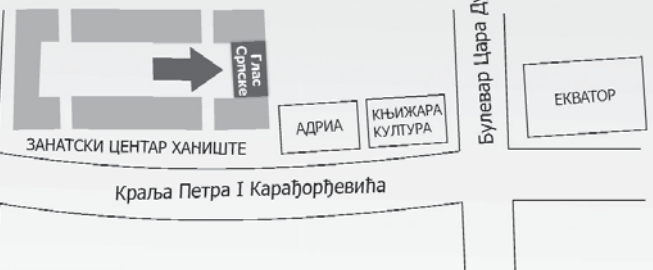 Глас
Српске
АДРИА
КЊИЖАРА
КУЛТУРА
Булевар Цара
ЕКВАТОР
ЗАНАТСКИ ЦЕНТАР ХАНИШТЕ
Краља Петра I Карађорђевића